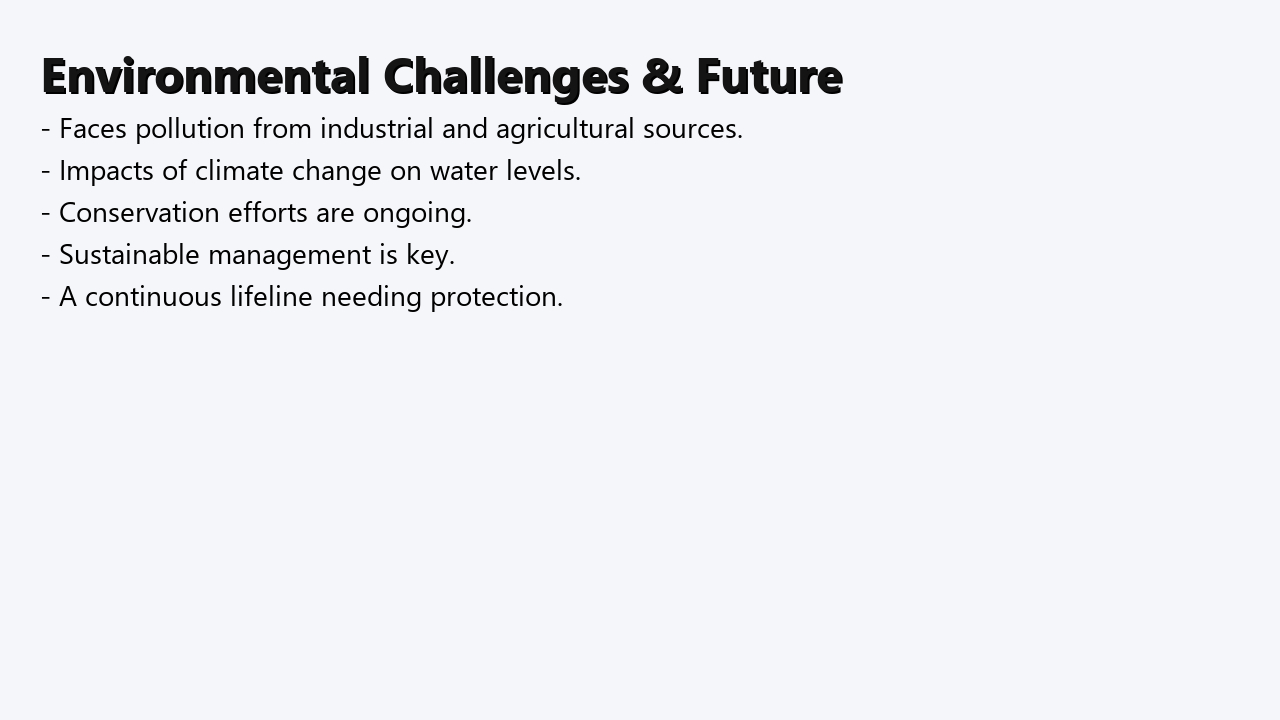 Environmental Challenges & Future
- Faces pollution from industrial and agricultural sources.
- Impacts of climate change on water levels.
- Conservation efforts are ongoing.
- Sustainable management is key.
- A continuous lifeline needing protection.